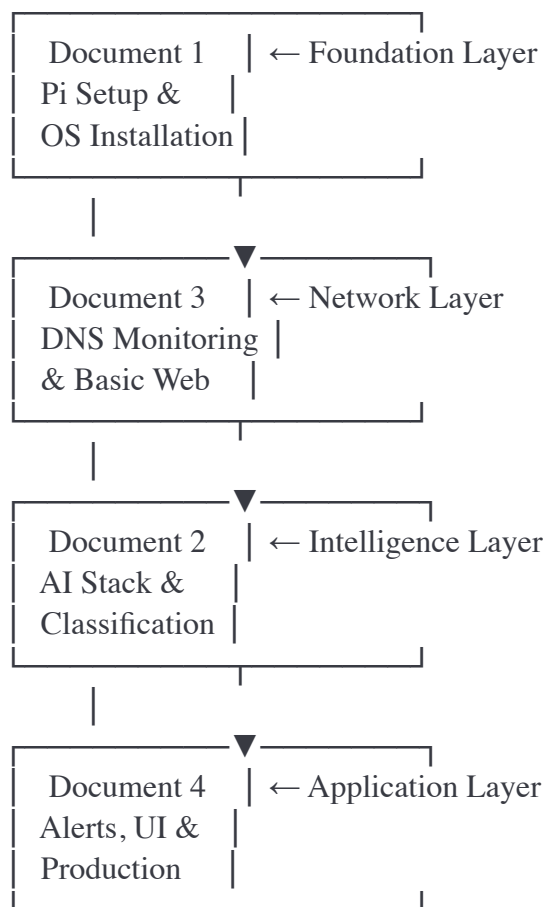 Document 1 ← Foundation Layer
Pi Setup &
OS Installation
Document 3 ← Network Layer
DNS Monitoring
& Basic Web
Document 2 ← Intelligence Layer
AI Stack &
Classification
Document 4 ← Application Layer
Alerts, UI &
Production